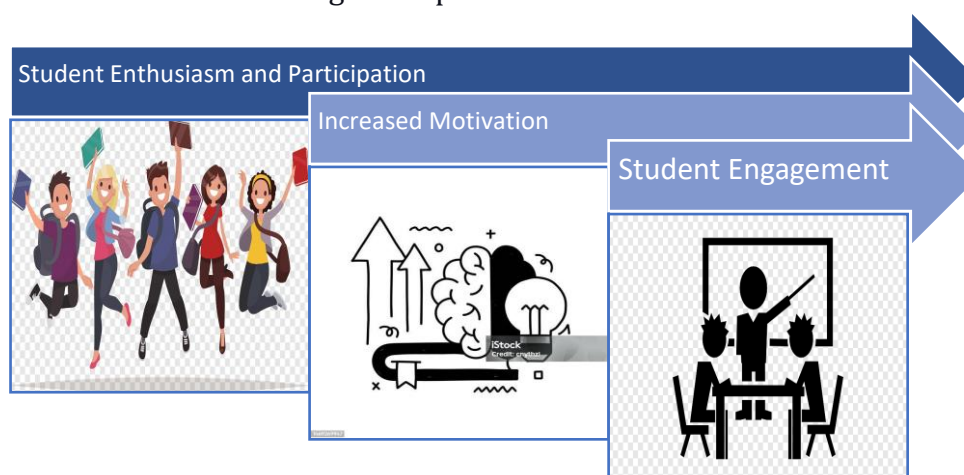 Student Enthusiasm and Participation
Increased Motivation
Student Engagement
iStock